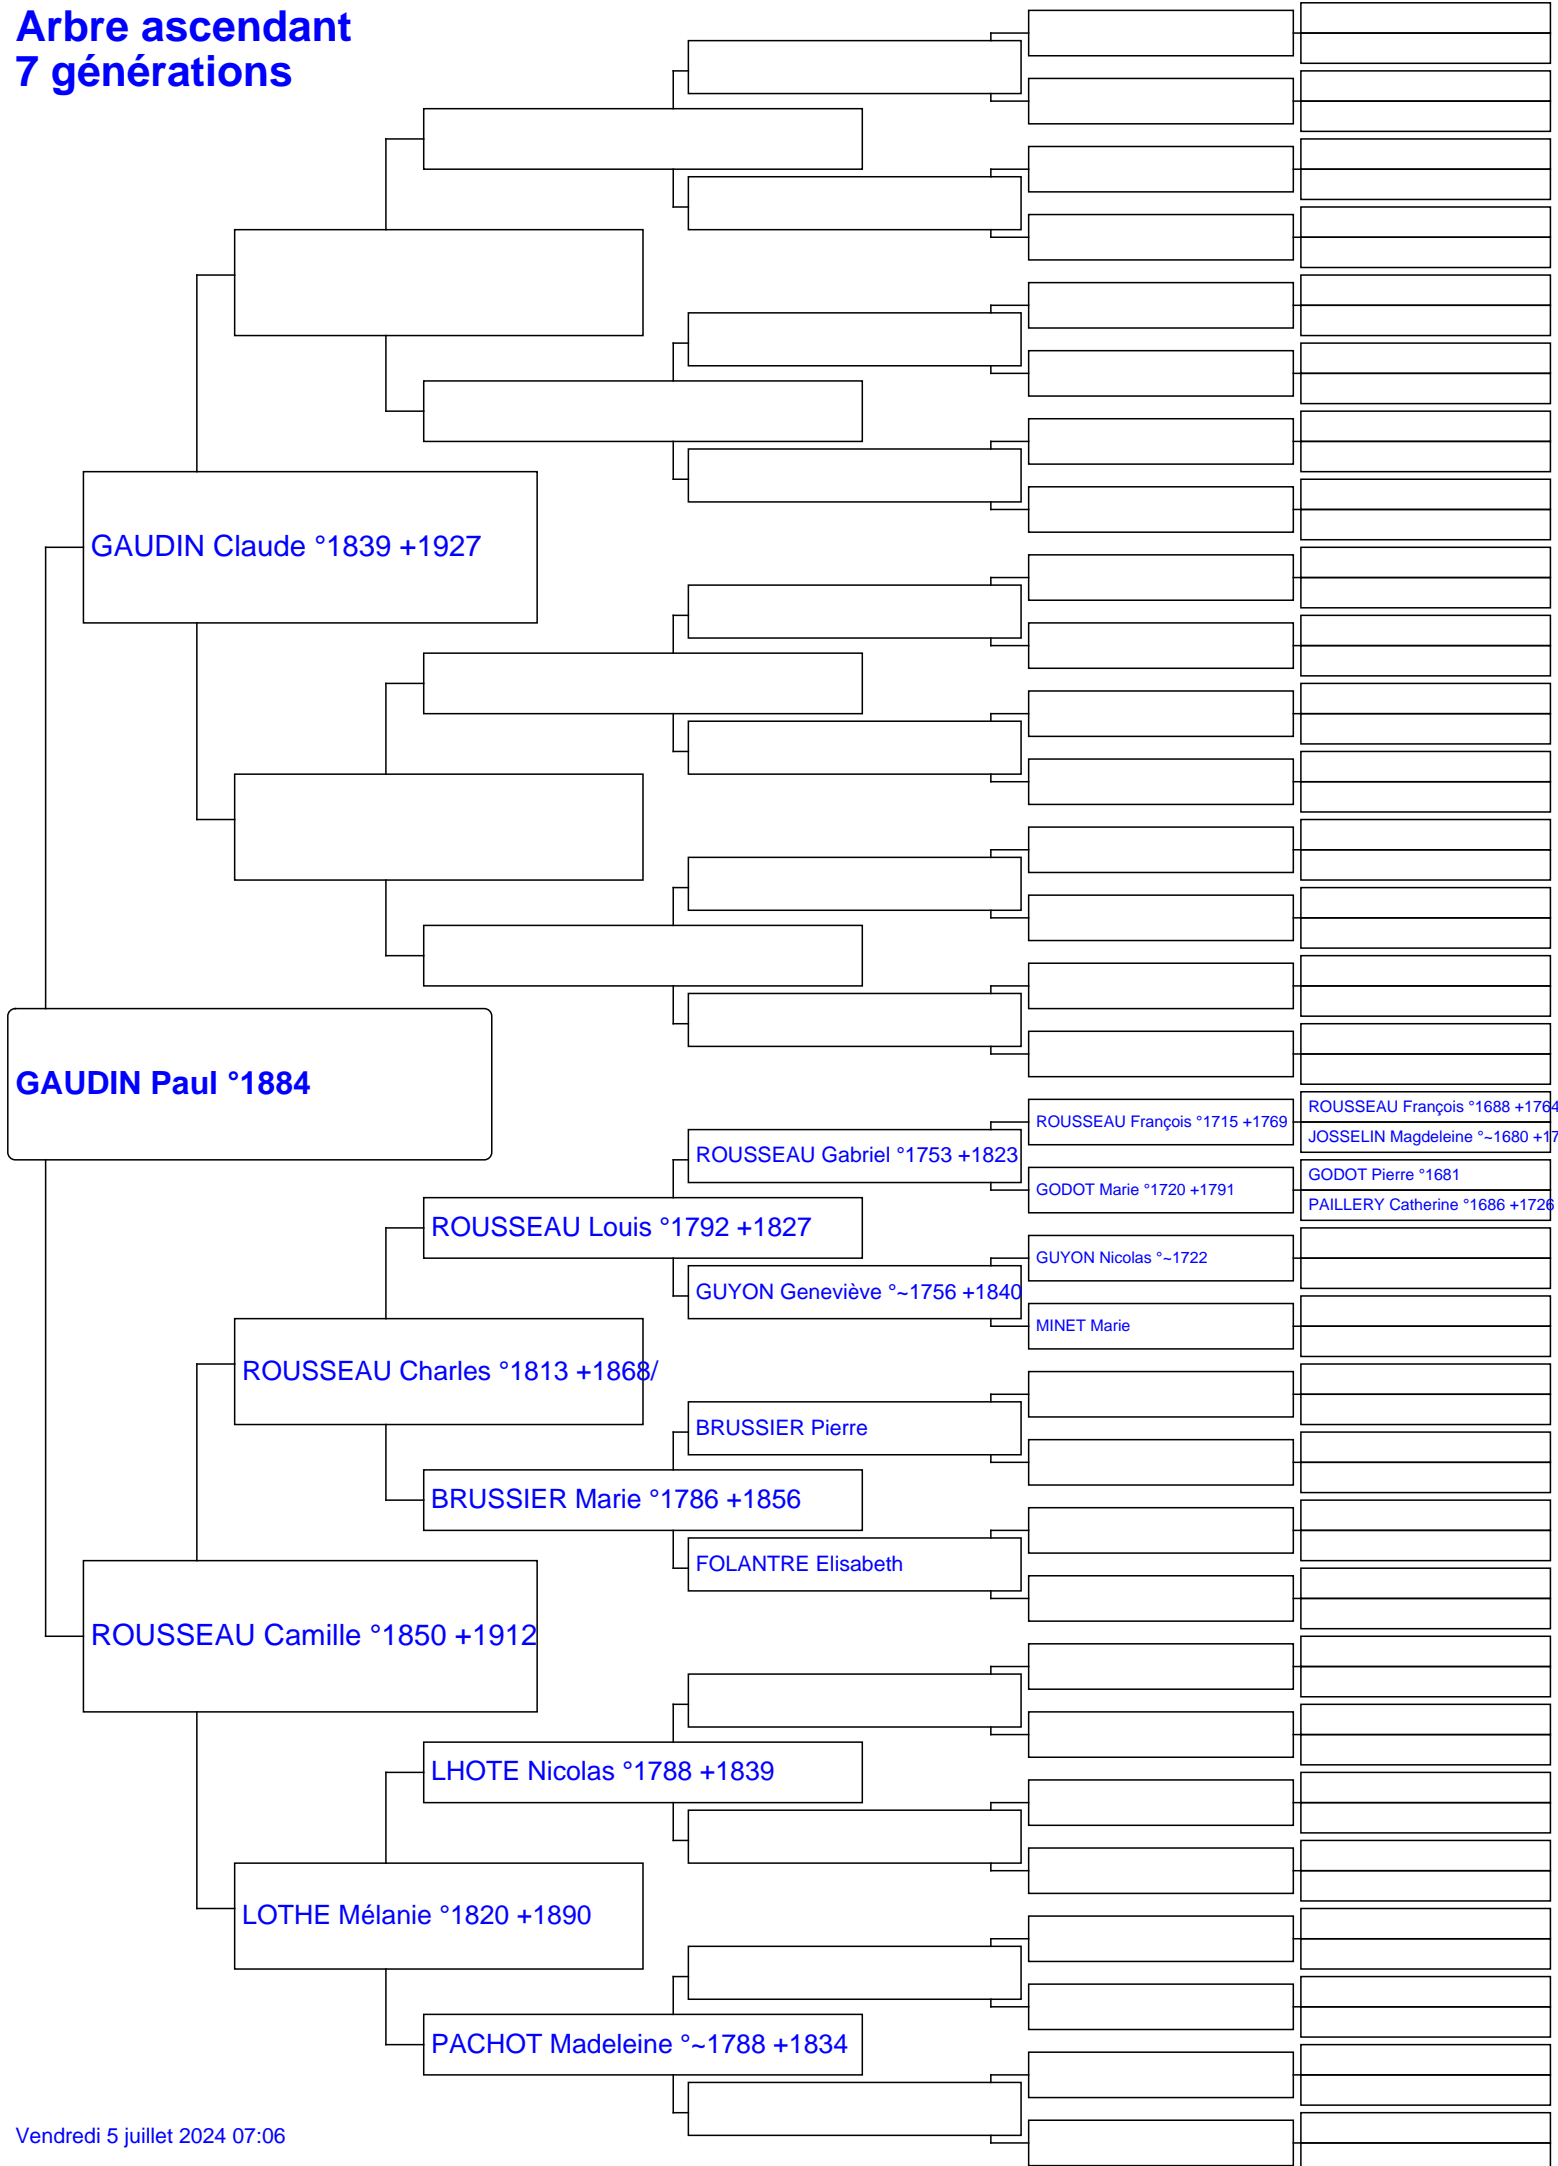 Arbre ascendant
7 générations
GAUDIN Claude °1839 +1927
GAUDIN Paul °1884
ROUSSEAU François °1688 +1764
ROUSSEAU François °1715 +1769
JOSSELIN Magdeleine °~1680 +17
ROUSSEAU Gabriel °1753 +1823
GODOT Pierre °1681
GODOT Marie °1720 +1791
PAILLERY Catherine °1686 +1726
ROUSSEAU Louis °1792 +1827
GUYON Nicolas °~1722
GUYON Geneviève °~1756 +1840
MINET Marie
ROUSSEAU Charles °1813 +1868/
BRUSSIER Pierre
BRUSSIER Marie °1786 +1856
FOLANTRE Elisabeth
ROUSSEAU Camille °1850 +1912
LHOTE Nicolas °1788 +1839
LOTHE Mélanie °1820 +1890
PACHOT Madeleine °~1788 +1834
Vendredi 5 juillet 2024 07:06